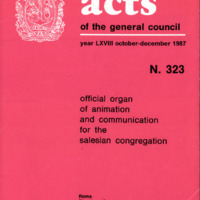 acts
of the general council
year LXVIII october-december 1987
N. 323
official organ
of animation
and communication
for the
salesian congregation
Roma